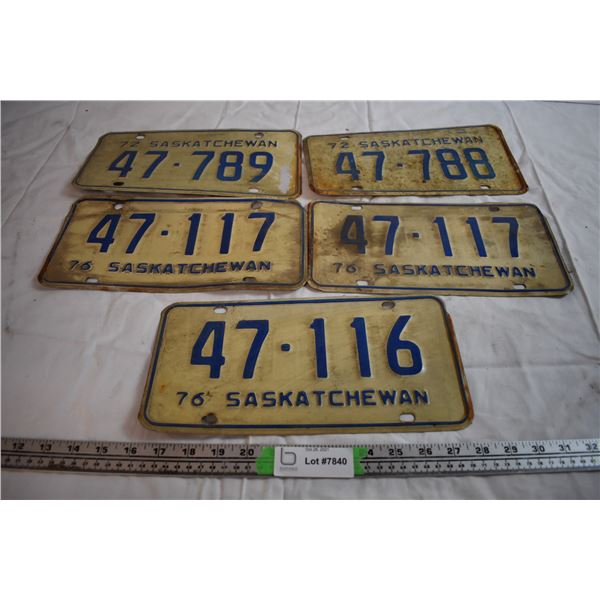 72 SASKATCHEWAN
47-789
72 SASKATCHEWAN
47-788
47·117
76 SASKATCHEWAN
47·117
76 SASKATCHEWAN
47·116
76 SASKATCHEWAN
12 13 14 15 16 17 18 19 20 4 25 26 27 28 29 30 31 32
b
Lot #7840